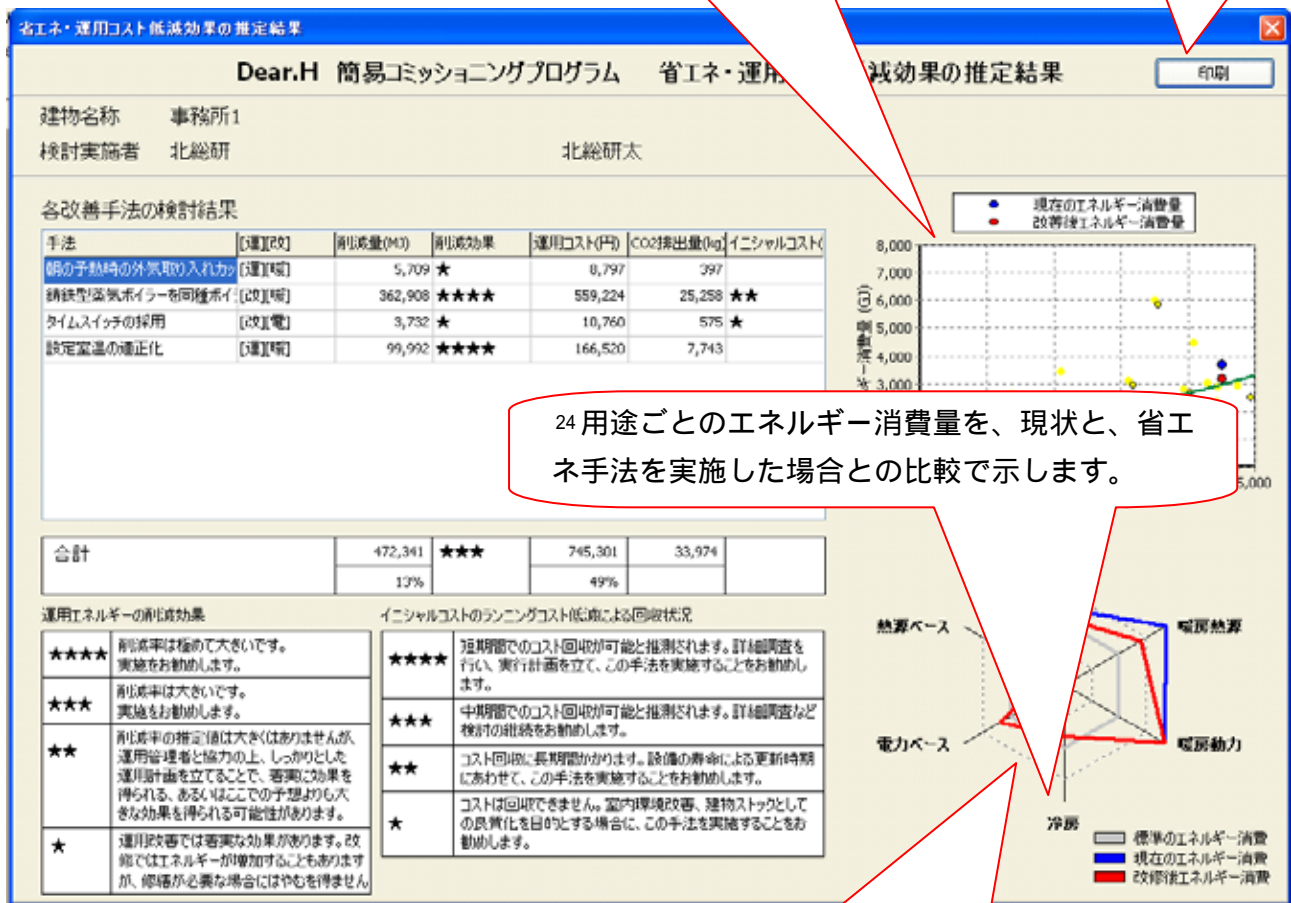 省エネ・運用コスト低減効果の推定結果
Dear.H 簡易コミッショニングプログラム 省エネ・運用 減効果の推定結果
印刷
建物名称 事務所1
検討実施者 北総研 北総研太
各改善手法の検討結果
手法 [運][改] 削減量(MJ) 削減効果 運用コスト(円) CO2排出量(kg) イニシャルコスト(
朝の予熱時の外気取り入れカッ [運][暖] 5,709 ★ 8,797 397
鋳鉄型蒸気ボイラーを同種ボイ [改][暖] 362,908 ★★★★ 559,224 25,258 ★★
タイムスイッチの採用 [改][電] 3,732 ★ 10,760 575 ★
設定室温の適正化 [運][暖] 99,992 ★★★★ 166,520 7,743
合計 472,341 ★★★ 745,301 33,974
13% 49%
現在のエネルギー消費量
改善後エネルギー消費量
8,000
7,000
6,000
5,000
4,000
3,000
ギー消費量 (GJ)
5,000
24 用途ごとのエネルギー消費量を、現状と、省エ
ネ手法を実施した場合との比較で示します。
運用エネルギーの削減効果
★★★★ 削減率は極めて大きいです。
実施をお勧めします。
★★★ 削減率は大きいです。
実施をお勧めします。
★★ 削減率の推定値は大きくはありませんが、
運用管理者と協力の上、しっかりとした
運用計画を立てることで、着実に効果を
得られる、あるいはここでの予想よりも大
きな効果を得られる可能性があります。
★ 運用改善では着実な効果があります。改
修ではエネルギーが増加することもあります
が、修繕が必要な場合にはやむを得ません
イニシャルコストのランニングコスト低減による回収状況
★★★★ 短期間でのコスト回収が可能と推測されます。詳細調査を
行い、実行計画を立て、この手法を実施することをお勧めし
ます。
★★★ 中期間でのコスト回収が可能と推測されます。詳細調査など
検討の継続をお勧めします。
★★ コスト回収に長期間かかります。設備の寿命による更新時期
にあわせて、この手法を実施することをお勧めします。
★ コストは回収できません。室内環境改善、建物ストックとして
の良質化を目的とする場合に、この手法を実施することをお
勧めします。
熱源ベース
暖房熱源
電力ベース
暖房動力
冷房
標準のエネルギー消費
現在のエネルギー消費
改修後エネルギー消費